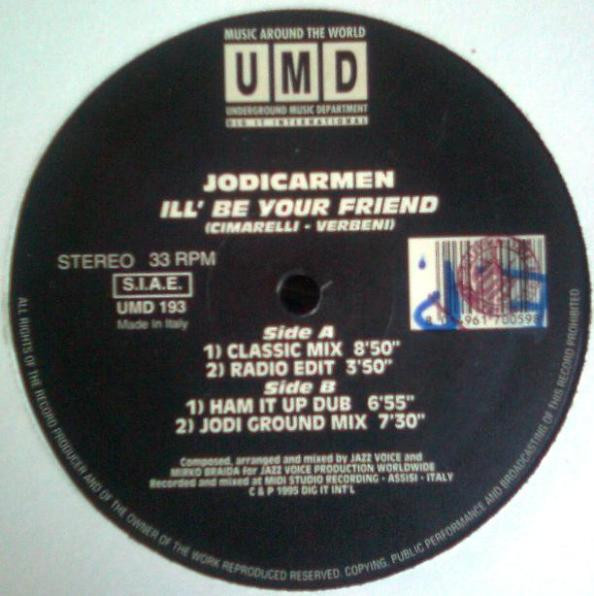 MUSIC AROUND THE WORLD
UMD
UNDERGROUND MUSIC DEPARTMENT
DIG IT INTERNATIONAL
JODICARMEN
ILL' BE YOUR FRIEND
(CIMARELLI - VERBENI)
STEREO 33 RPM
S.I.A.E.
UMD 193
Made in Italy
961 700598
Side A
1) CLASSIC MIX 8'50"
2) RADIO EDIT 3'50"
Side B
1) HAM IT UP DUB 6'55"
2) JODI GROUND MIX 7'30"
Composed, arranged and mixed by JAZZ VOICE and
MIRKO BRAIDA for JAZZ VOICE PRODUCTION WORLDWIDE
Recorded and mixed at MIDI STUDIO RECORDING - ASSISI - ITALY
C & P 1995 DIG IT INT'L
ALL RIGHTS OF THE RECORD PRODUCER AND OF THE OWNER OF THE WORK REPRODUCED RESERVED. COPYING, PUBLIC PERFORMANCE AND BROADCASTING OF THIS RECORD PROHIBITED